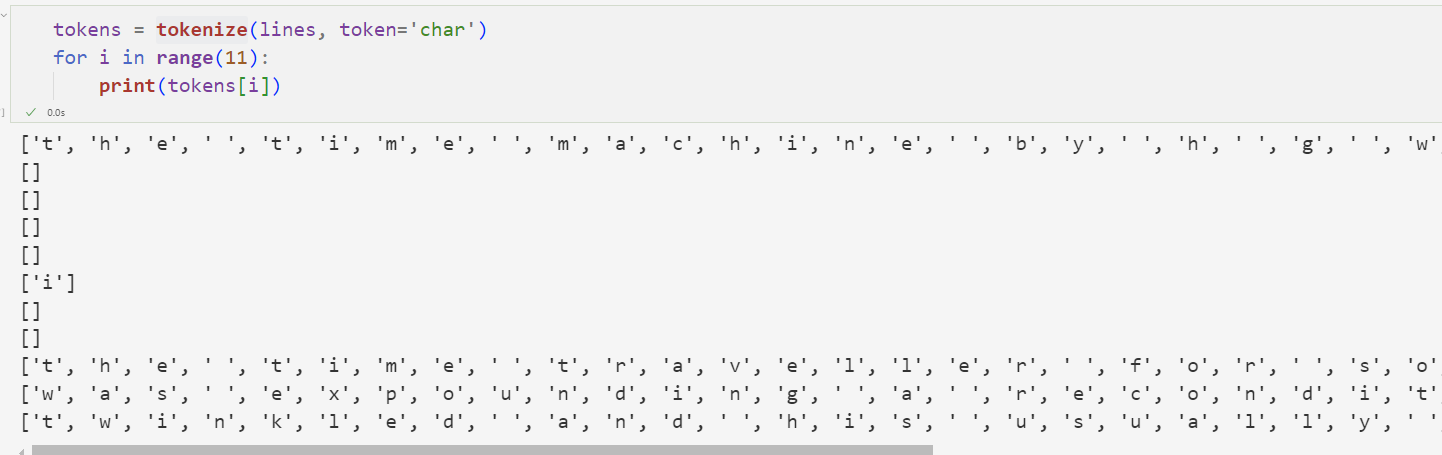 tokens = tokenize(lines, token='char')
for i in range(11):
    print(tokens[i])
0.0s
['t', 'h', 'e', ' ', 't', 'i', 'm', 'e', ' ', 'm', 'a', 'c', 'h', 'i', 'n', 'e', ' ', 'b', 'y', ' ', 'h', ' ', 'g', ' ', 'w'
[]
[]
[]
[]
['i']
[]
[]
['t', 'h', 'e', ' ', 't', 'i', 'm', 'e', ' ', 't', 'r', 'a', 'v', 'e', 'l', 'l', 'e', 'r', ' ', 'f', 'o', 'r', ' ', 's', 'o'
['w', 'a', 's', ' ', 'e', 'x', 'p', 'o', 'u', 'n', 'd', 'i', 'n', 'g', ' ', 'a', ' ', 'r', 'e', 'c', 'o', 'n', 'd', 'i', 't'
['t', 'w', 'i', 'n', 'k', 'l', 'e', 'd', ' ', 'a', 'n', 'd', ' ', 'h', 'i', 's', ' ', 'u', 's', 'u', 'a', 'l', 'l', 'y', ' '